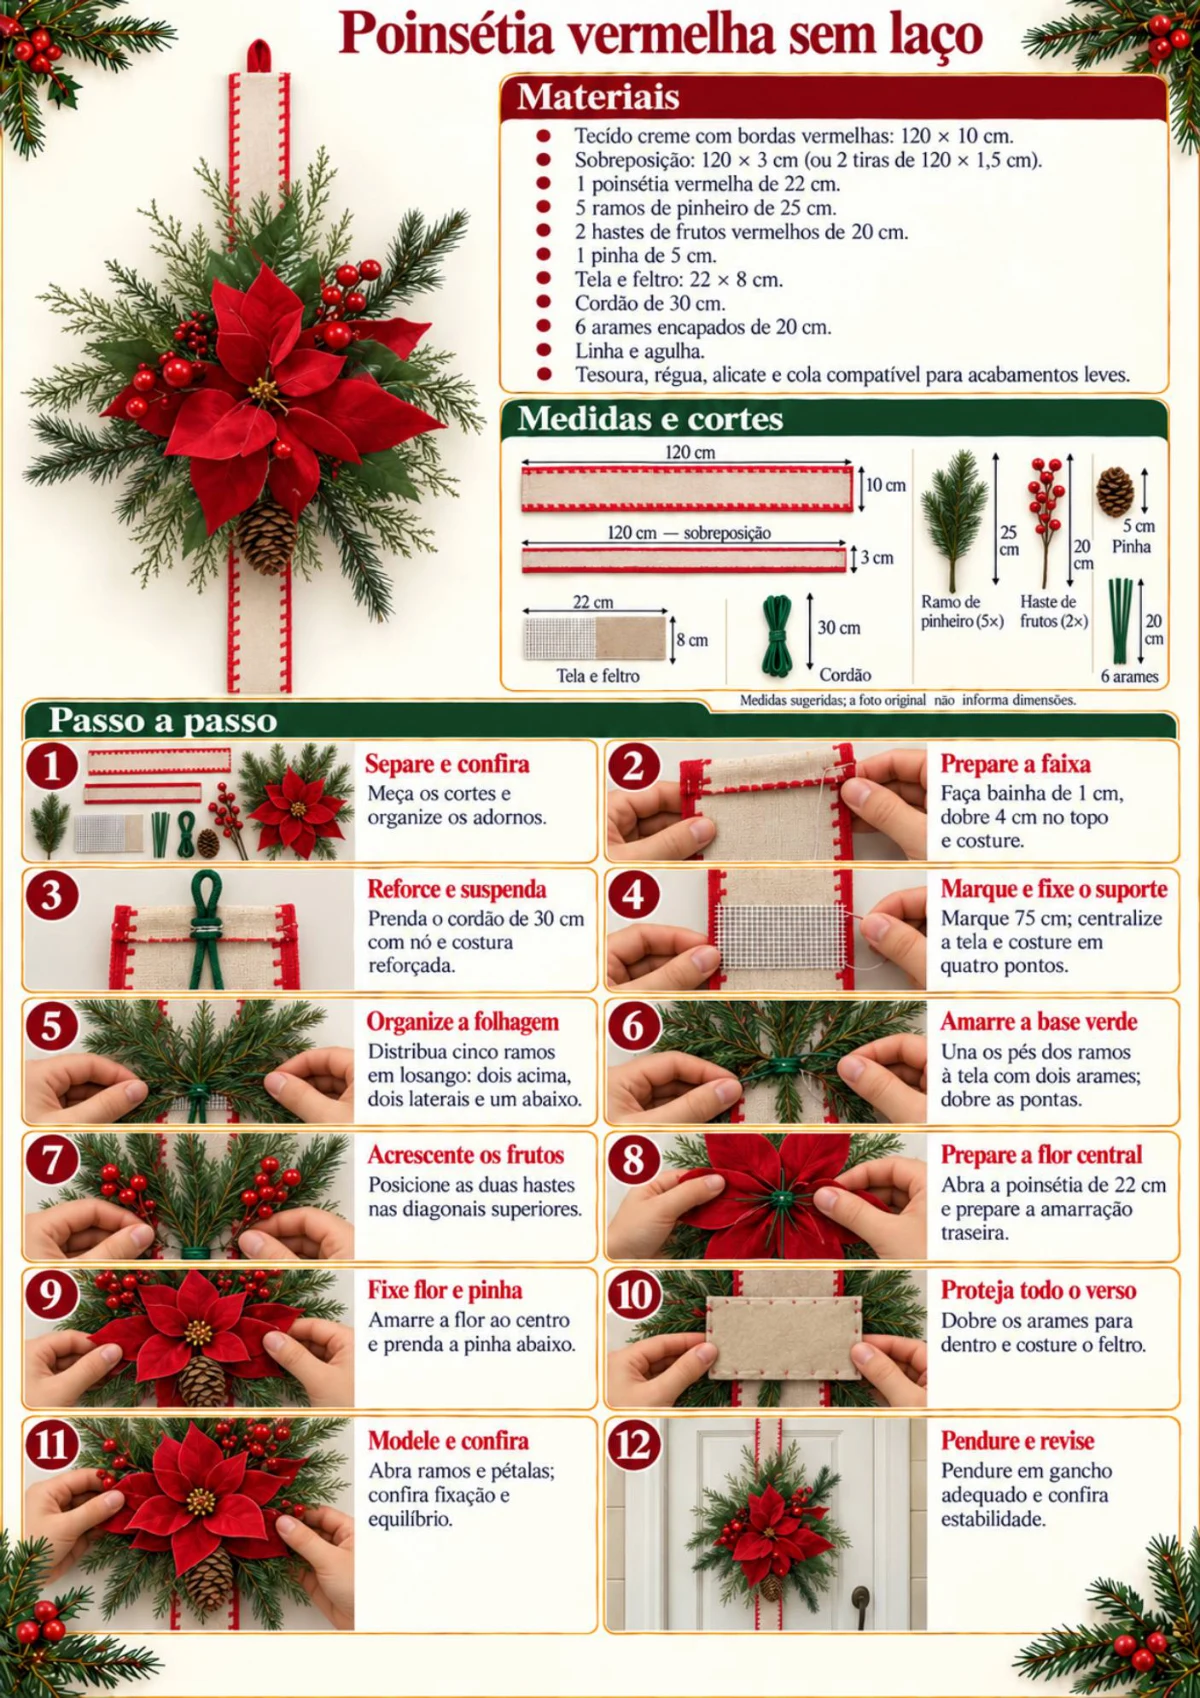 Poinsétia vermelha sem laço
Materiais
Tecído creme com bordas vermelhas: 120 × 10 cm.
Sobreposição: 120 × 3 cm (ou 2 tiras de 120 × 1,5 cm).
1 poinsétia vermelha de 22 cm.
5 ramos de pinheiro de 25 cm.
2 hastes de frutos vermelhos de 20 cm.
1 pinha de 5 cm.
Tela e feltro: 22 × 8 cm.
Cordão de 30 cm.
6 arames encapados de 20 cm.
Linha e agulha.
Tesoura, régua, alicate e cola compatível para acabamentos leves.
Medidas e cortes
120 cm
10 cm
120 cm — sobreposição
3 cm
22 cm
8 cm
Tela e feltro
30 cm
Cordão
25
cm
Ramo de
pinheiro (5×)
20
cm
Haste de
frutos (2×)
5 cm
Pinha
20
cm
6 arames
Medidas sugeridas; a foto original não informa dimensões.
Passo a passo
1
Separe e confira
Meça os cortes e
organize os adornos.
2
Prepare a faixa
Faça bainha de 1 cm,
dobre 4 cm no topo
e costure.
3
Reforce e suspenda
Prenda o cordão de 30 cm
com nó e costura
reforçada.
4
Marque e fixe o suporte
Marque 75 cm; centralize
a tela e costure em
quatro pontos.
5
Organize a folhagem
Distribua cinco ramos
em losango: dois acima,
dois laterais e um abaixo.
6
Amarre a base verde
Una os pés dos ramos
à tela com dois arames;
dobre as pontas.
7
Acrescente os frutos
Posicione as duas hastes
nas diagonais superiores.
8
Prepare a flor central
Abra a poinsétia de 22 cm
e prepare a amarração
traseira.
9
Fixe flor e pinha
Amarre a flor ao centro
e prenda a pinha abaixo.
10
Proteja todo o verso
Dobre os arames para
dentro e costure o feltro.
11
Modele e confira
Abra ramos e pétalas;
confira fixação e
equilíbrio.
12
Pendure e revise
Pendure em gancho
adequado e confira
estabilidade.